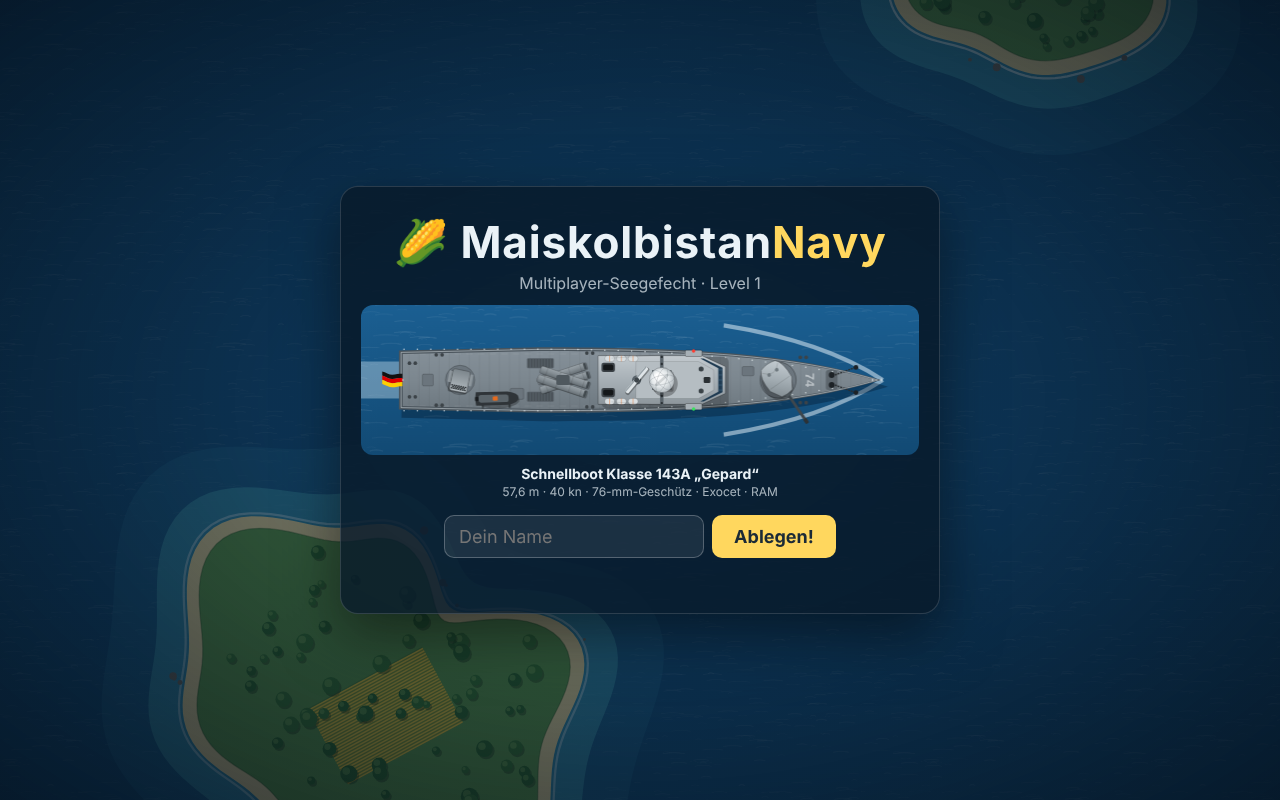 MaiskolbistanNavy
Multiplayer-Seegefecht · Level 1
74
Schnellboot Klasse 143A „Gepard“
57,6 m · 40 kn · 76-mm-Geschütz · Exocet · RAM
Dein Name
Ablegen!